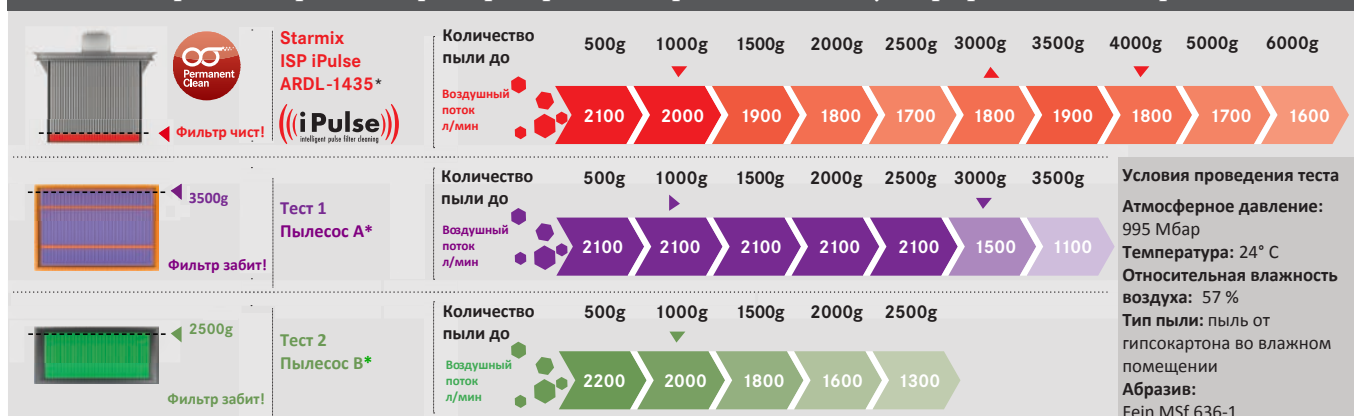 Permanent
Clean
Фильтр чист!
Starmix
ISP iPulse
ARDL-1435*
((( i Pulse )))
intelligent pulse filter cleaning
Количество
пыли до
500g 1000g 1500g 2000g 2500g 3000g 3500g 4000g 5000g 6000g
Воздушный
поток
л/мин
2100 2000 1900 1800 1700 1800 1900 1800 1700 1600
3500g
Фильтр забит!
Тест 1
Пылесос А*
Количество
пыли до
500g 1000g 1500g 2000g 2500g 3000g 3500g
Воздушный
поток
л/мин
2100 2100 2100 2100 2100 1500 1100
2500g
Фильтр забит!
Тест 2
Пылесос В*
Количество
пыли до
500g 1000g 1500g 2000g 2500g
Воздушный
поток
л/мин
2200 2000 1800 1600 1300
Условия проведения теста
Атмосферное давление:
995 Мбар
Температура: 24° С
Относительная влажность
воздуха: 57 %
Тип пыли: пыль от
гипсокартона во влажном
помещении
Абразив:
Fein MSf 636-1